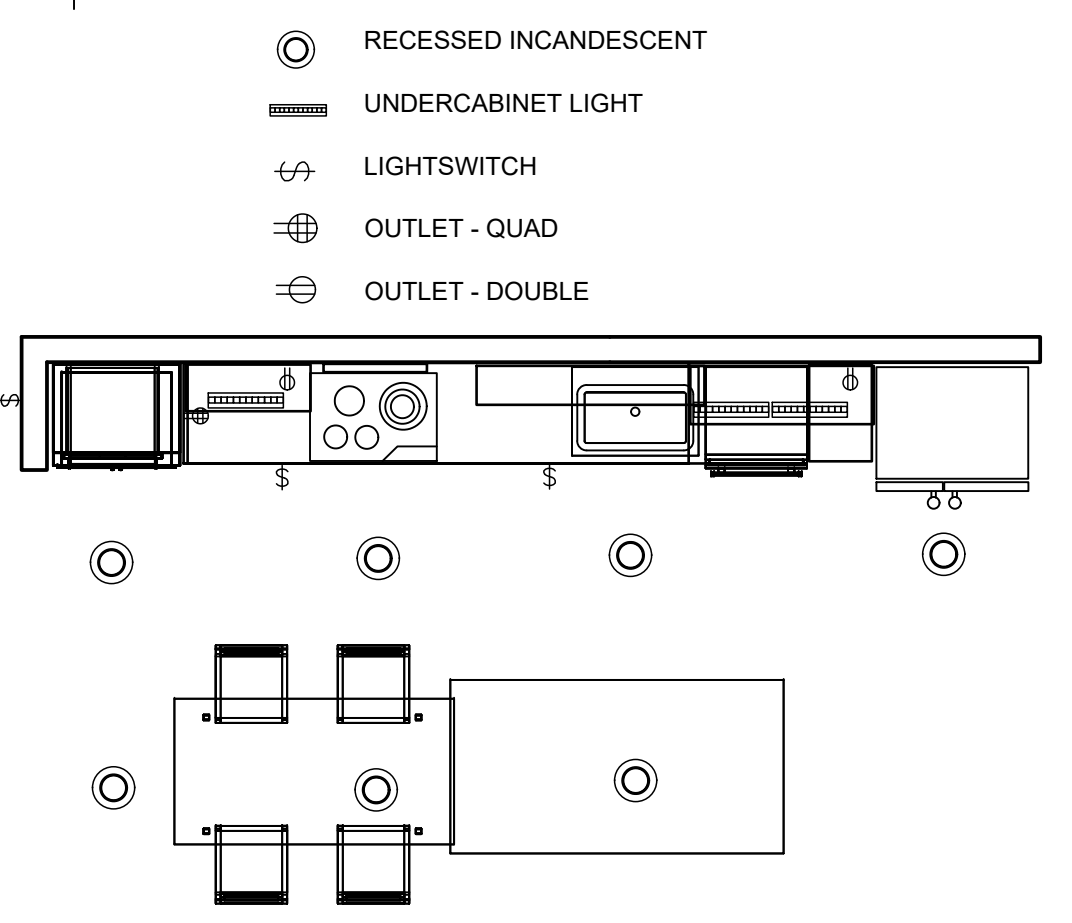 RECESSED INCANDESCENT
UNDERCABINET LIGHT
LIGHTSWITCH
OUTLET - QUAD
OUTLET - DOUBLE
$ $